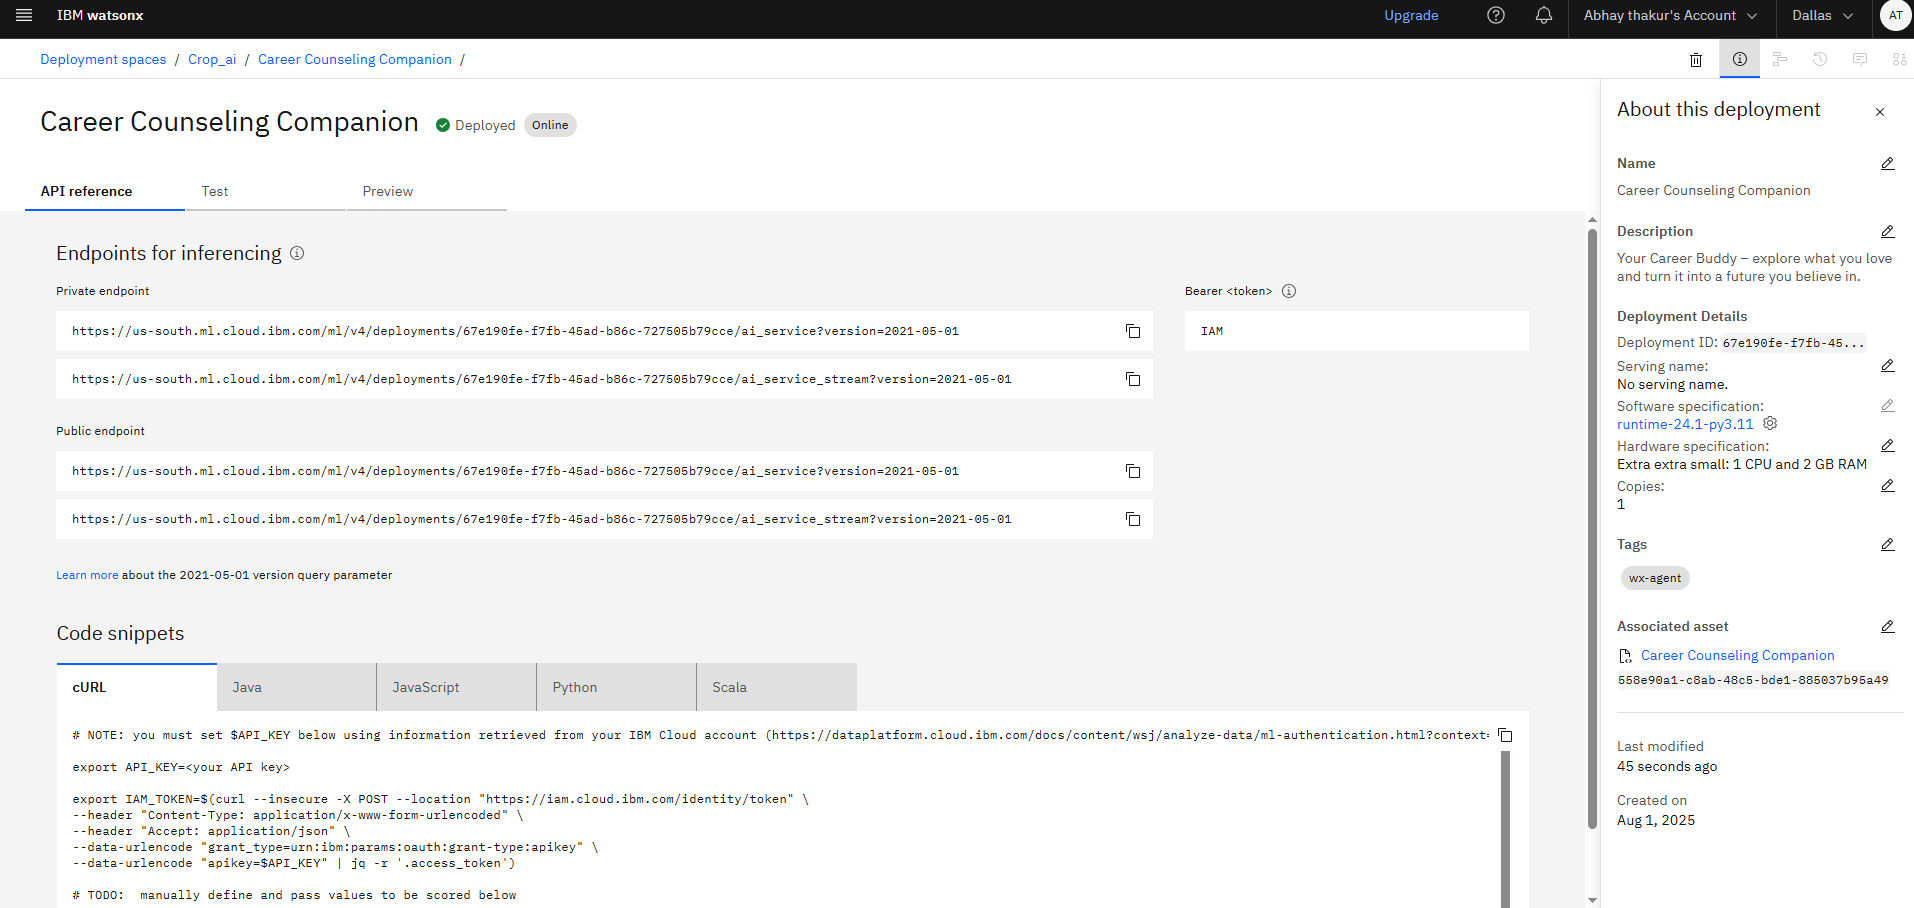 IBM watsonx
Upgrade
Abhay thakur's Account
Dallas
AT
Deployment spaces / Crop_ai / Career Counseling Companion /
Career Counseling Companion
Deployed
Online
API reference
Test
Preview
Endpoints for inferencing
Private endpoint
https://us-south.ml.cloud.ibm.com/ml/v4/deployments/67e190fe-f7fb-45ad-b86c-727505b79cce/ai_service?version=2021-05-01
https://us-south.ml.cloud.ibm.com/ml/v4/deployments/67e190fe-f7fb-45ad-b86c-727505b79cce/ai_service_stream?version=2021-05-01
Bearer <token>
IAM
Public endpoint
https://us-south.ml.cloud.ibm.com/ml/v4/deployments/67e190fe-f7fb-45ad-b86c-727505b79cce/ai_service?version=2021-05-01
https://us-south.ml.cloud.ibm.com/ml/v4/deployments/67e190fe-f7fb-45ad-b86c-727505b79cce/ai_service_stream?version=2021-05-01
Learn more about the 2021-05-01 version query parameter
Code snippets
cURL
Java
JavaScript
Python
Scala
# NOTE: you must set $API_KEY below using information retrieved from your IBM Cloud account (https://dataplatform.cloud.ibm.com/docs/content/wsj/analyze-data/ml-authentication.html?context=
export API_KEY=<your API key>
export IAM_TOKEN=$(curl --insecure -X POST --location "https://iam.cloud.ibm.com/identity/token" \
--header "Content-Type: application/x-www-form-urlencoded" \
--header "Accept: application/json" \
--data-urlencode "grant_type=urn:ibm:params:oauth:grant-type:apikey" \
--data-urlencode "apikey=$API_KEY" | jq -r '.access_token')
# TODO:  manually define and pass values to be scored below
About this deployment
Name
Career Counseling Companion
Description
Your Career Buddy – explore what you love
and turn it into a future you believe in.
Deployment Details
Deployment ID: 67e190fe-f7fb-45...
Serving name:
No serving name.
Software specification:
runtime-24.1-py3.11
Hardware specification:
Extra extra small: 1 CPU and 2 GB RAM
Copies:
1
Tags
wx-agent
Associated asset
Career Counseling Companion
558e90a1-c8ab-48c5-bde1-885037b95a49
Last modified
45 seconds ago
Created on
Aug 1, 2025